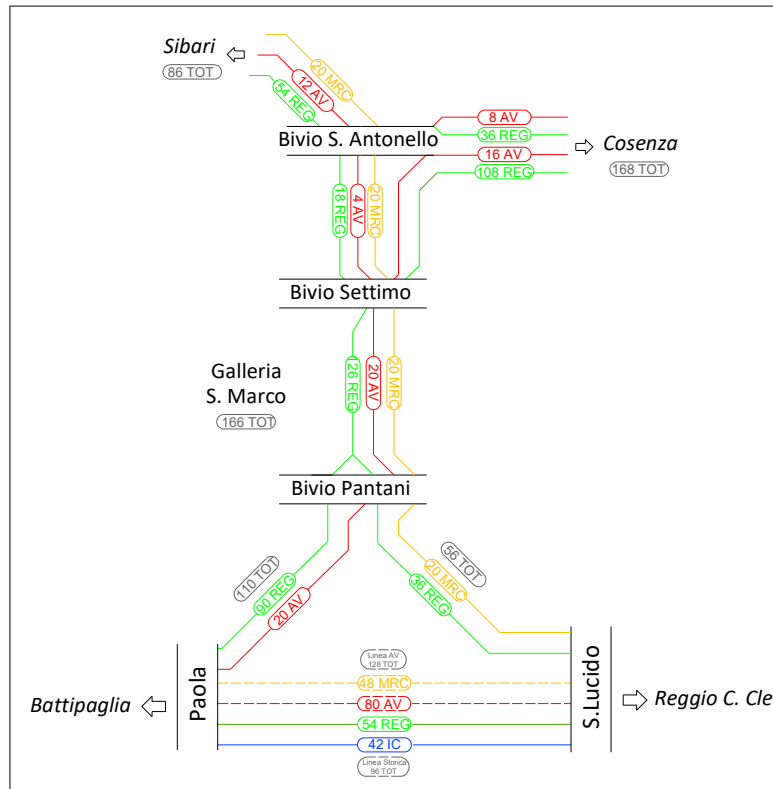 Sibari
86 TOT
20 MRC
12 AV
54 REG
Bivio S. Antonello
8 AV
36 REG
16 AV
108 REG
Cosenza
168 TOT
18 REG
4 AV
20 MRC
Bivio Settimo
Galleria
S. Marco
166 TOT
26 REG
20 AV
20 MRC
Bivio Pantani
110 TOT
90 REG
20 AV
56 TOT
20 MRC
36 REG
Battipaglia
Paola
Linea AV
128 TOT
48 MRC
80 AV
54 REG
42 IC
Linea Storica
96 TOT
S.Lucido
Reggio C. Cle